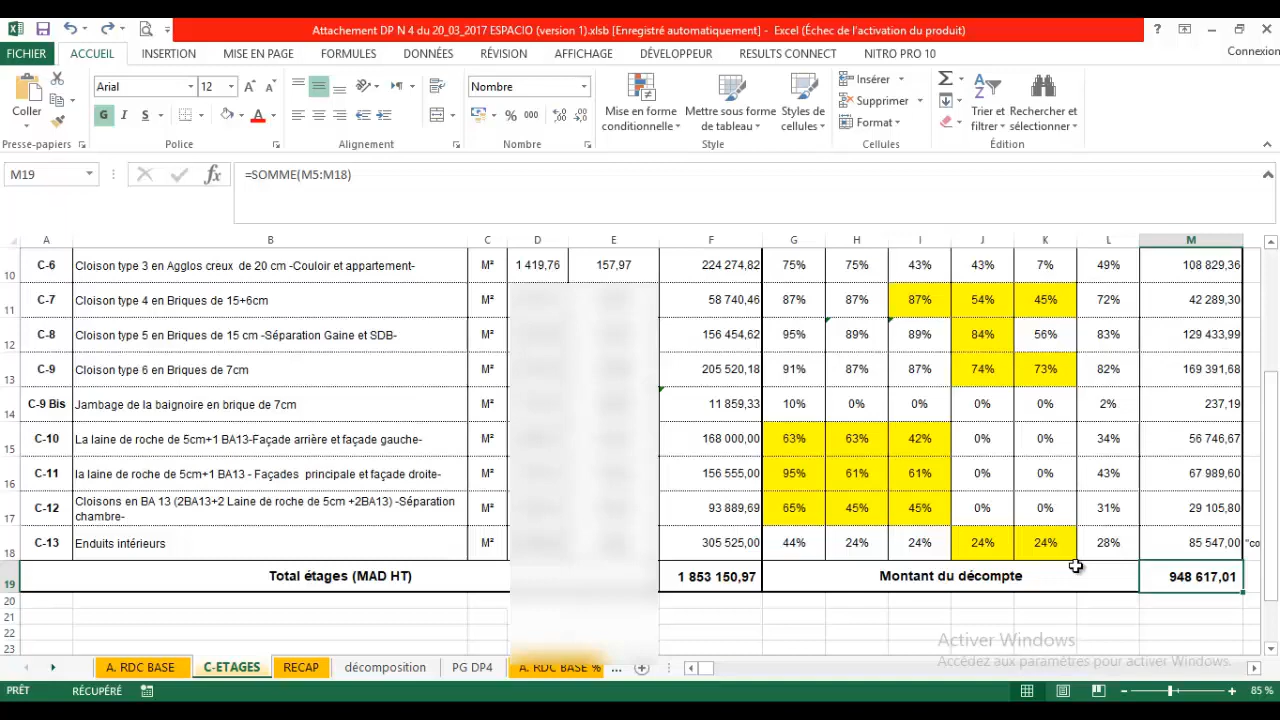 Attachement DP N 4 du 20_03_2017 ESPACIO (version 1).xlsb [Enregistré automatiquement] - Excel (Échec de l'activation du produit)
FICHIER ACCUEIL INSERTION MISE EN PAGE FORMULES DONNÉES RÉVISION AFFICHAGE DÉVELOPPEUR RESULTS CONNECT NITRO PRO 10 Connexion
Coller
Arial 12
G I S
Nombre
% 000
Mise en forme conditionnelle
Mettre sous forme de tableau
Styles de cellules
Insérer
Supprimer
Format
Trier et filtrer
Rechercher et sélectionner
Presse-papiers Police Alignement Nombre Style Cellules
M19 =SOMME(M5:M18)
A B C D E F G H I J K L M
10 C-6 Cloison type 3 en Agglos creux de 20 cm -Couloir et appartement- M² 1 419,76 157,97 224 274,82 75% 75% 43% 43% 7% 49% 108 829,36
11 C-7 Cloison type 4 en Briques de 15+6cm M² 58 740,46 87% 87% 87% 54% 45% 72% 42 289,30
12 C-8 Cloison type 5 en Briques de 15 cm -Séparation Gaine et SDB- M² 156 454,62 95% 89% 89% 84% 56% 83% 129 433,99
13 C-9 Cloison type 6 en Briques de 7cm M² 205 520,18 91% 87% 87% 74% 73% 82% 169 391,68
14 C-9 Bis Jambage de la baignoire en brique de 7cm M² 11 859,33 10% 0% 0% 0% 0% 2% 237,19
15 C-10 La laine de roche de 5cm+1 BA13-Façade arrière et façade gauche- M² 168 000,00 63% 63% 42% 0% 0% 34% 56 746,67
16 C-11 la laine de roche de 5cm+1 BA13 - Façades principale et façade droite- M² 156 555,00 95% 61% 61% 0% 0% 43% 67 989,60
17 C-12 Cloisons en BA 13 (2BA13+2 Laine de roche de 5cm +2BA13) -Séparation chambre- M² 93 889,69 65% 45% 45% 0% 0% 31% 29 105,80
18 C-13 Enduits intérieurs M² 305 525,00 44% 24% 24% 24% 24% 28% 85 547,00 "co
19 Total étages (MAD HT) 1 853 150,97 Montant du décompte 948 617,01
20
21
22
23
Activer Windows
Accédez aux paramètres pour activer Windows.
A. RDC BASE C-ETAGES RECAP décomposition PG DP4 A. RDC BASE % ...
PRÊT RÉCUPÉRÉ 85 %